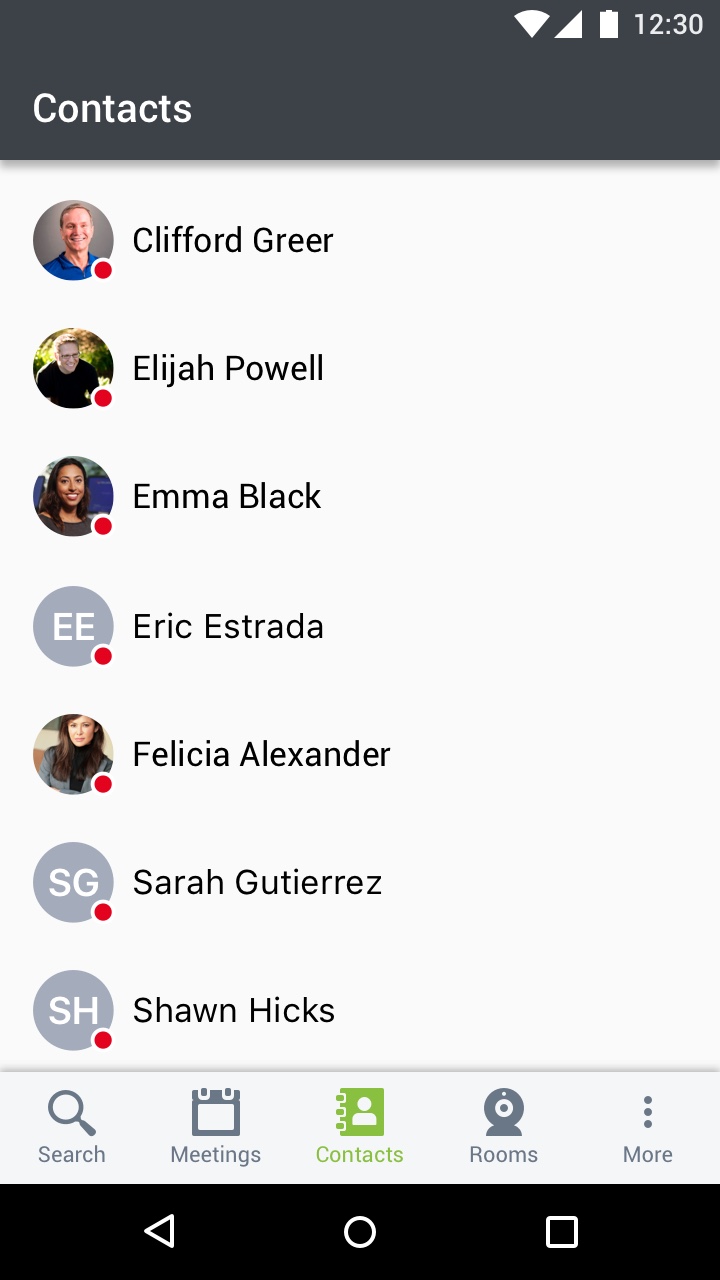 12:30
Contacts
Clifford Greer
Elijah Powell
Emma Black
EE
Eric Estrada
Felicia Alexander
SG
Sarah Gutierrez
SH
Shawn Hicks
Search
Meetings
Contacts
Rooms
More